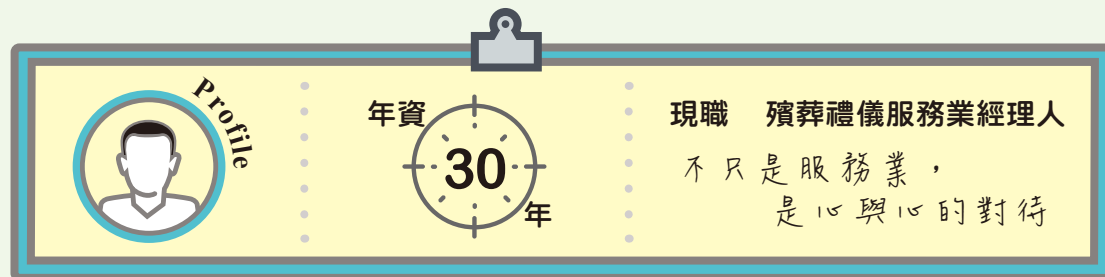 Profile
年資
30
年
現職 殯葬禮儀服務業經理人
不只是服務業，
是心與心的對待